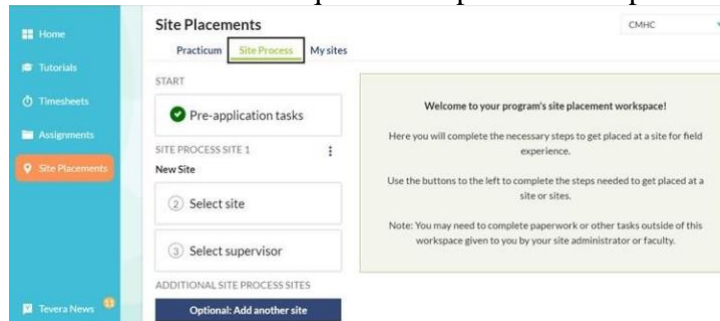 Home
Tutorials
Timesheets
Assignments
Site Placements
Tevera News
13
Site Placements
CMHC
Practicum Site Process My sites
START
Pre-application tasks
SITE PROCESS SITE 1
New Site
2 Select site
3 Select supervisor
ADDITIONAL SITE PROCESS SITES
Optional: Add another site
Welcome to your program's site placement workspace!
Here you will complete the necessary steps to get placed at a site for field
experience.
Use the buttons to the left to complete the steps needed to get placed at a
site or sites.
Note: You may need to complete paperwork or other tasks outside of this
workspace given to you by your site administrator or faculty.